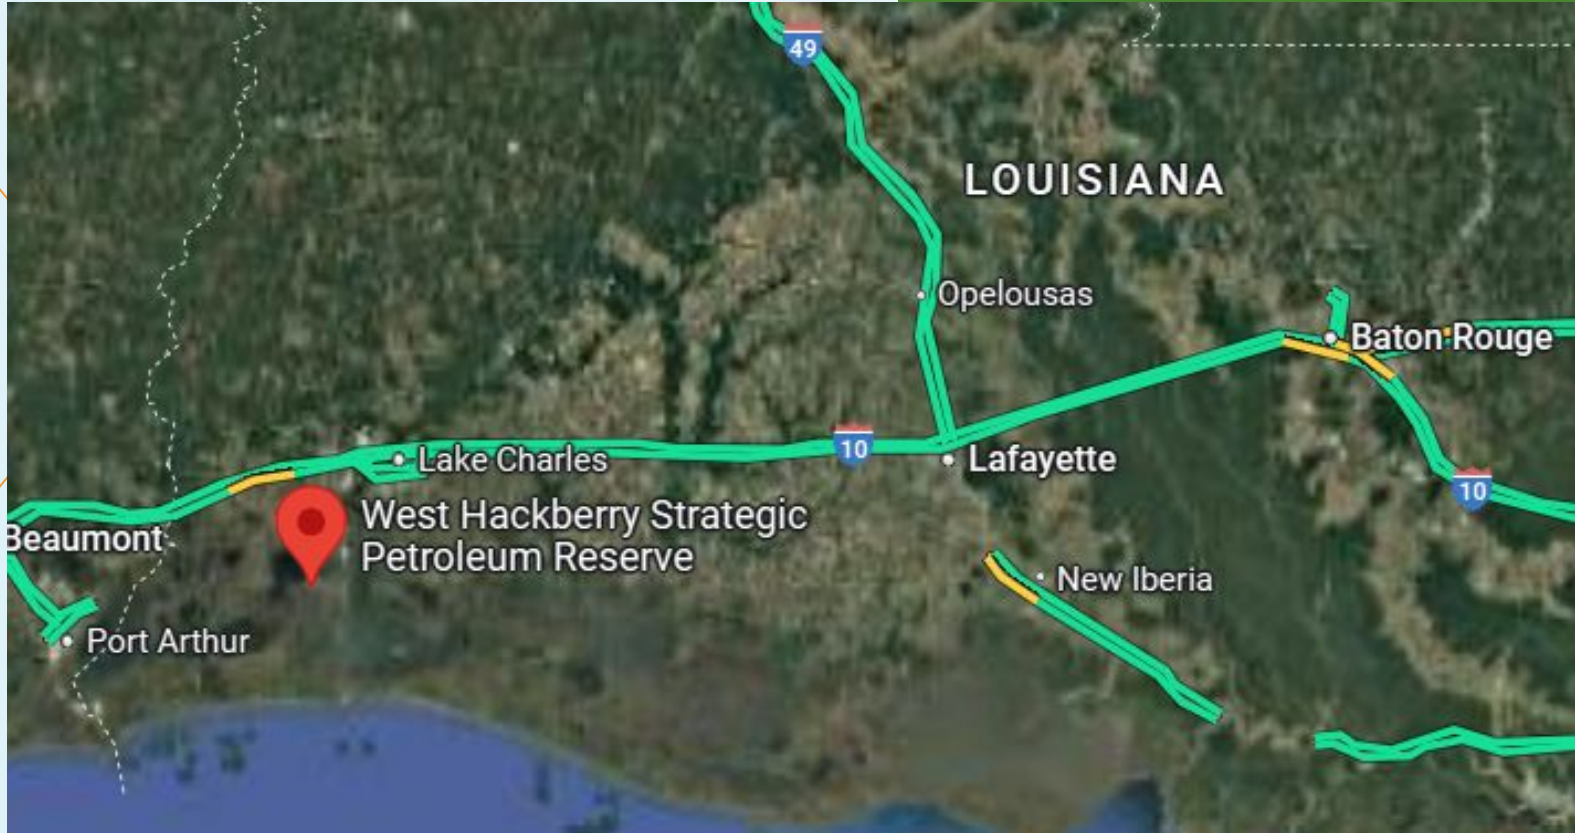 49
LOUISIANA
Opelousas
Baton Rouge
10
Lake Charles
Lafayette
10
West Hackberry Strategic
Petroleum Reserve
Beaumont
New Iberia
Port Arthur